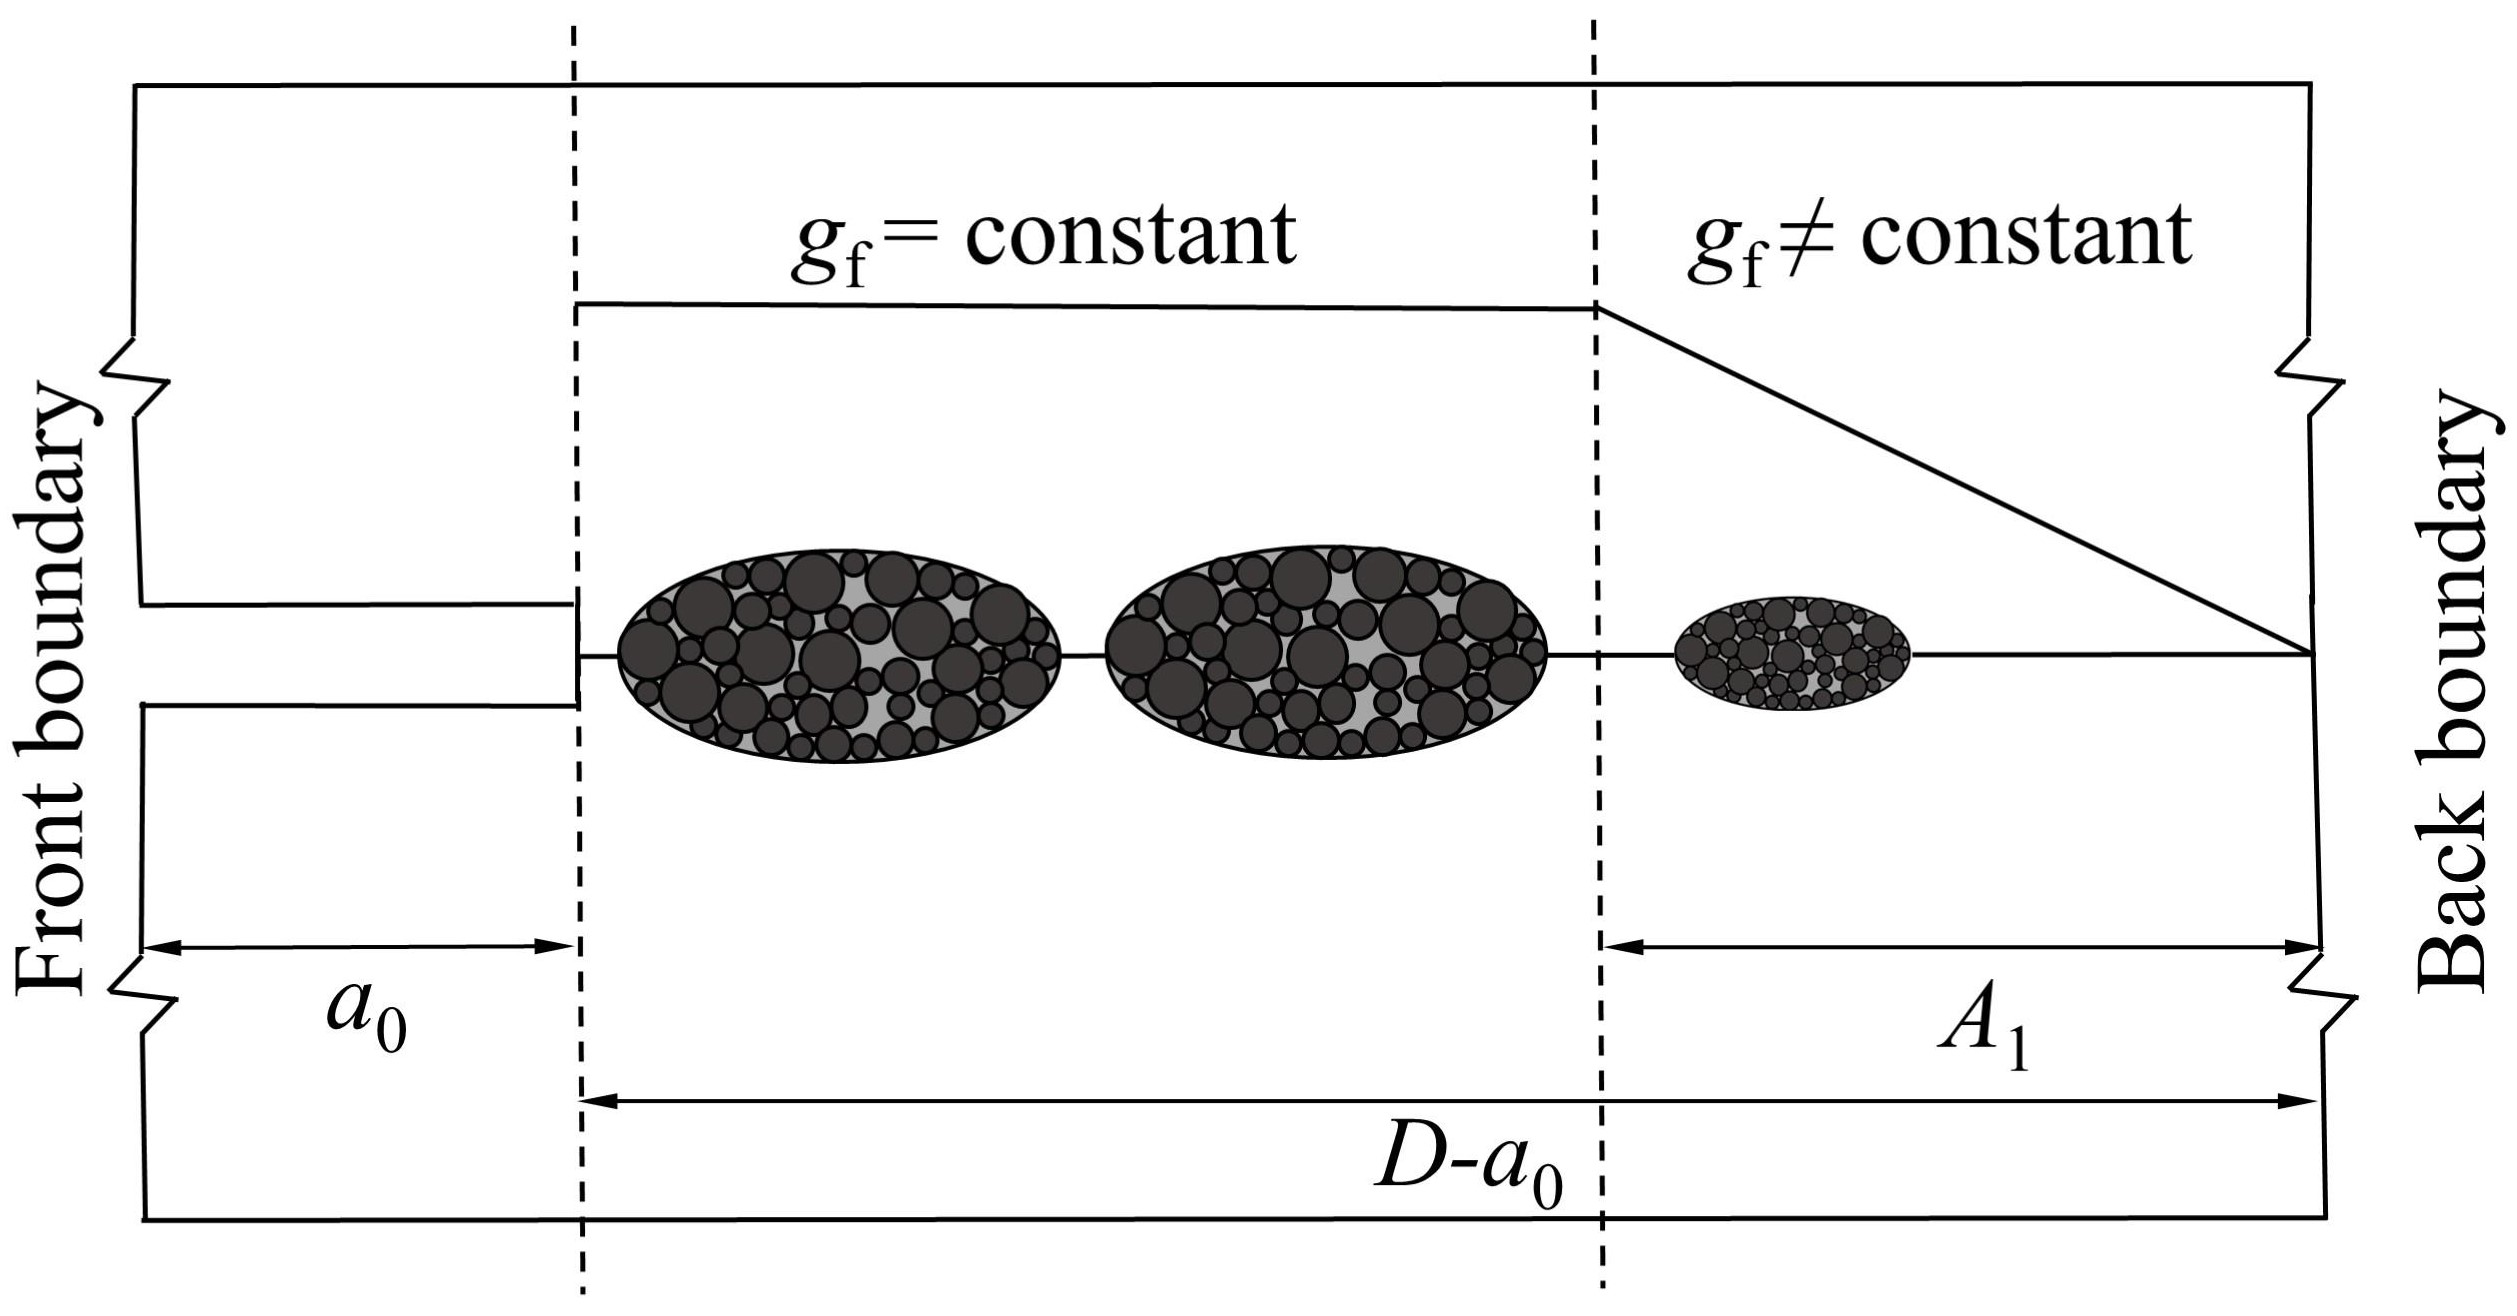 g_f = constant
g_f ≠ constant
Front boundary
Back boundary
a_0
A_1
D-a_0